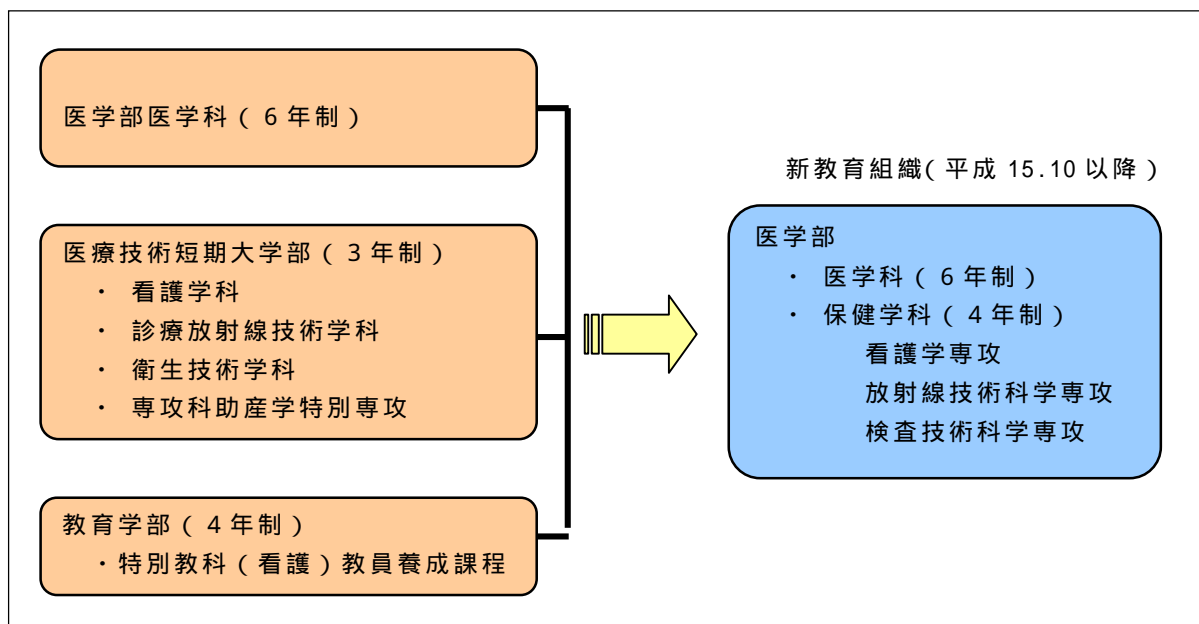 医学部医学科（６年制）
医療技術短期大学部（３年制）
・ 看護学科
・ 診療放射線技術学科
・ 衛生技術学科
・ 専攻科助産学特別専攻
教育学部（４年制）
・特別教科（看護）教員養成課程
新教育組織(平成 15.10 以降）
医学部
・ 医学科（６年制）
・ 保健学科（４年制）
看護学専攻
放射線技術科学専攻
検査技術科学専攻